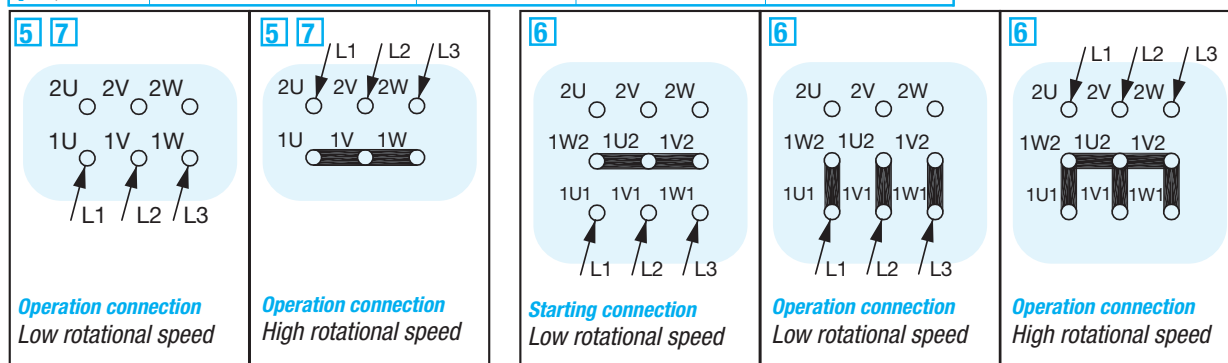 5 7
L1 L2 L3
2U 2V 2W
1U 1V 1W
L1 L2 L3
Operation connection
Low rotational speed
5 7
L1 L2 L3
2U 2V 2W
1U 1V 1W
Operation connection
High rotational speed
6
2U 2V 2W
1W2 1U2 1V2
1U1 1V1 1W1
L1 L2 L3
Starting connection
Low rotational speed
6
2U 2V 2W
1W2 1U2 1V2
1U1 1V1 1W1
L1 L2 L3
Operation connection
Low rotational speed
6
L1 L2 L3
2U 2V 2W
1W2 1U2 1V2
1U1 1V1 1W1
Operation connection
High rotational speed